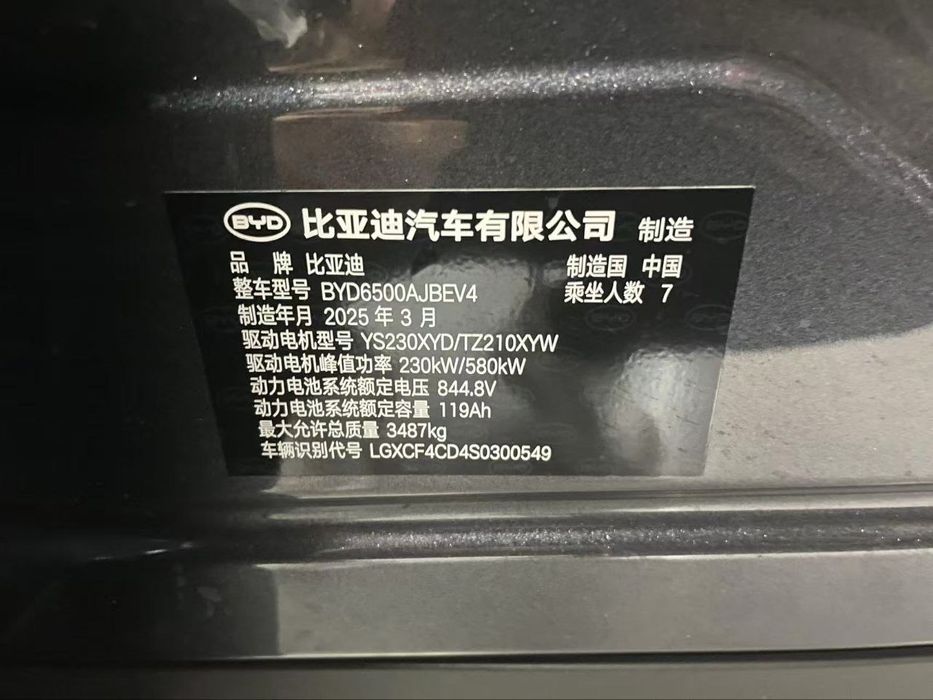 BYD 比亚迪汽车有限公司 制造
品 牌 比亚迪 制造国 中国
整车型号 BYD6500AJBEV4 乘坐人数 7
制造年月 2025 年 3 月
驱动电机型号 YS230XYD/TZ210XYW
驱动电机峰值功率 230kW/580kW
动力电池系统额定电压 844.8V
动力电池系统额定容量 119Ah
最大允许总质量 3487kg
车辆识别代号 LGXCF4CD4S0300549